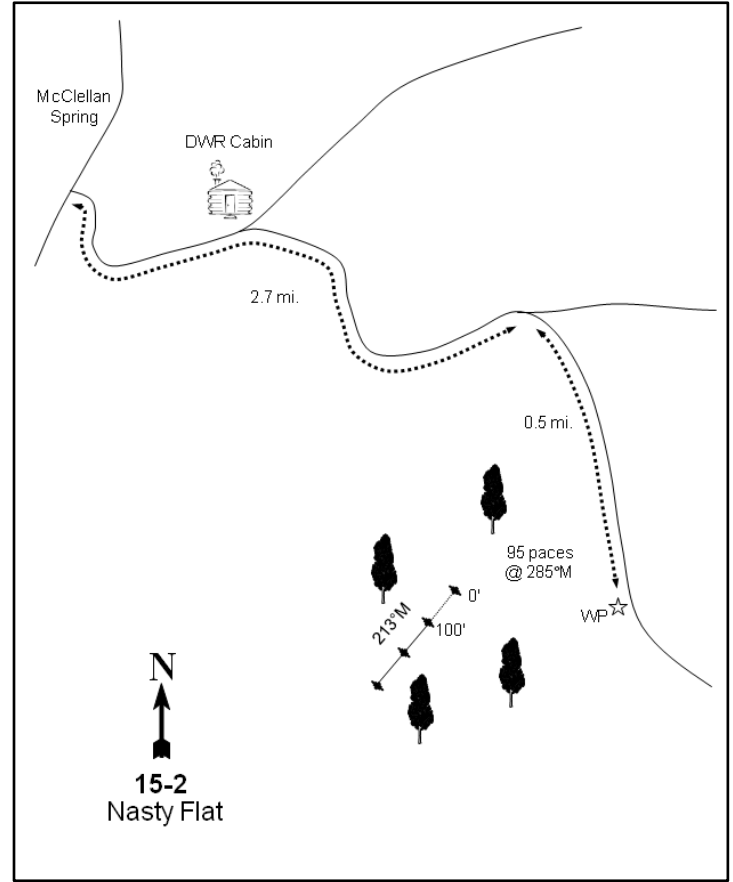 McClellan
Spring
DWR Cabin
2.7 mi.
0.5 mi.
95 paces
@ 285°M
WP
0'
213°M
100'
N
15-2
Nasty Flat